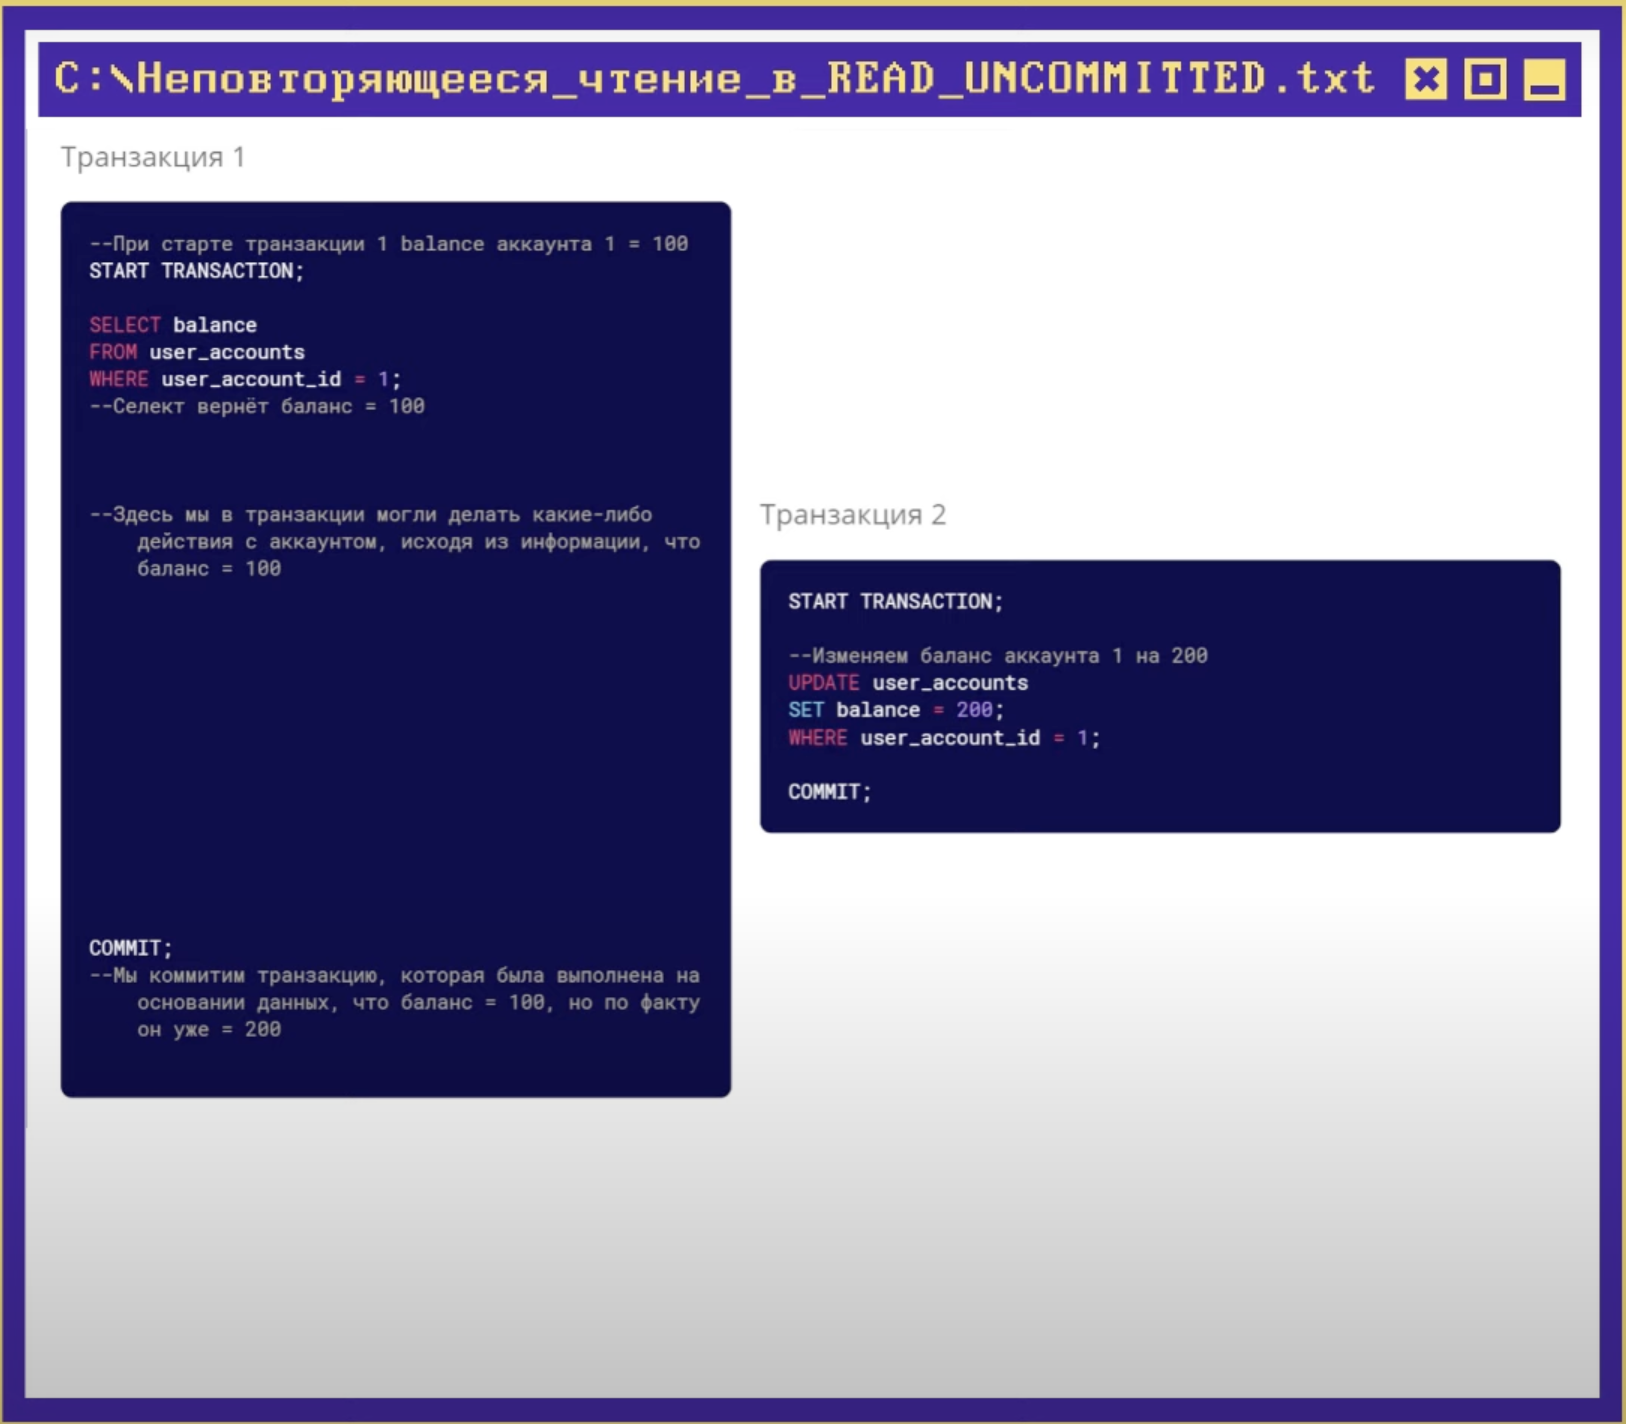 C:\Неповторяющееся_чтение_в_READ_UNCOMMITTED.txt
Транзакция 1
--При старте транзакции 1 balance аккаунта 1 = 100
START TRANSACTION;
SELECT balance
FROM user_accounts
WHERE user_account_id = 1;
--Селект вернёт баланс = 100
--Здесь мы в транзакции могли делать какие-либо
действия с аккаунтом, исходя из информации, что
баланс = 100
COMMIT;
--Мы коммитим транзакцию, которая была выполнена на
основании данных, что баланс = 100, но по факту
он уже = 200
Транзакция 2
START TRANSACTION;
--Изменяем баланс аккаунта 1 на 200
UPDATE user_accounts
SET balance = 200;
WHERE user_account_id = 1;
COMMIT;